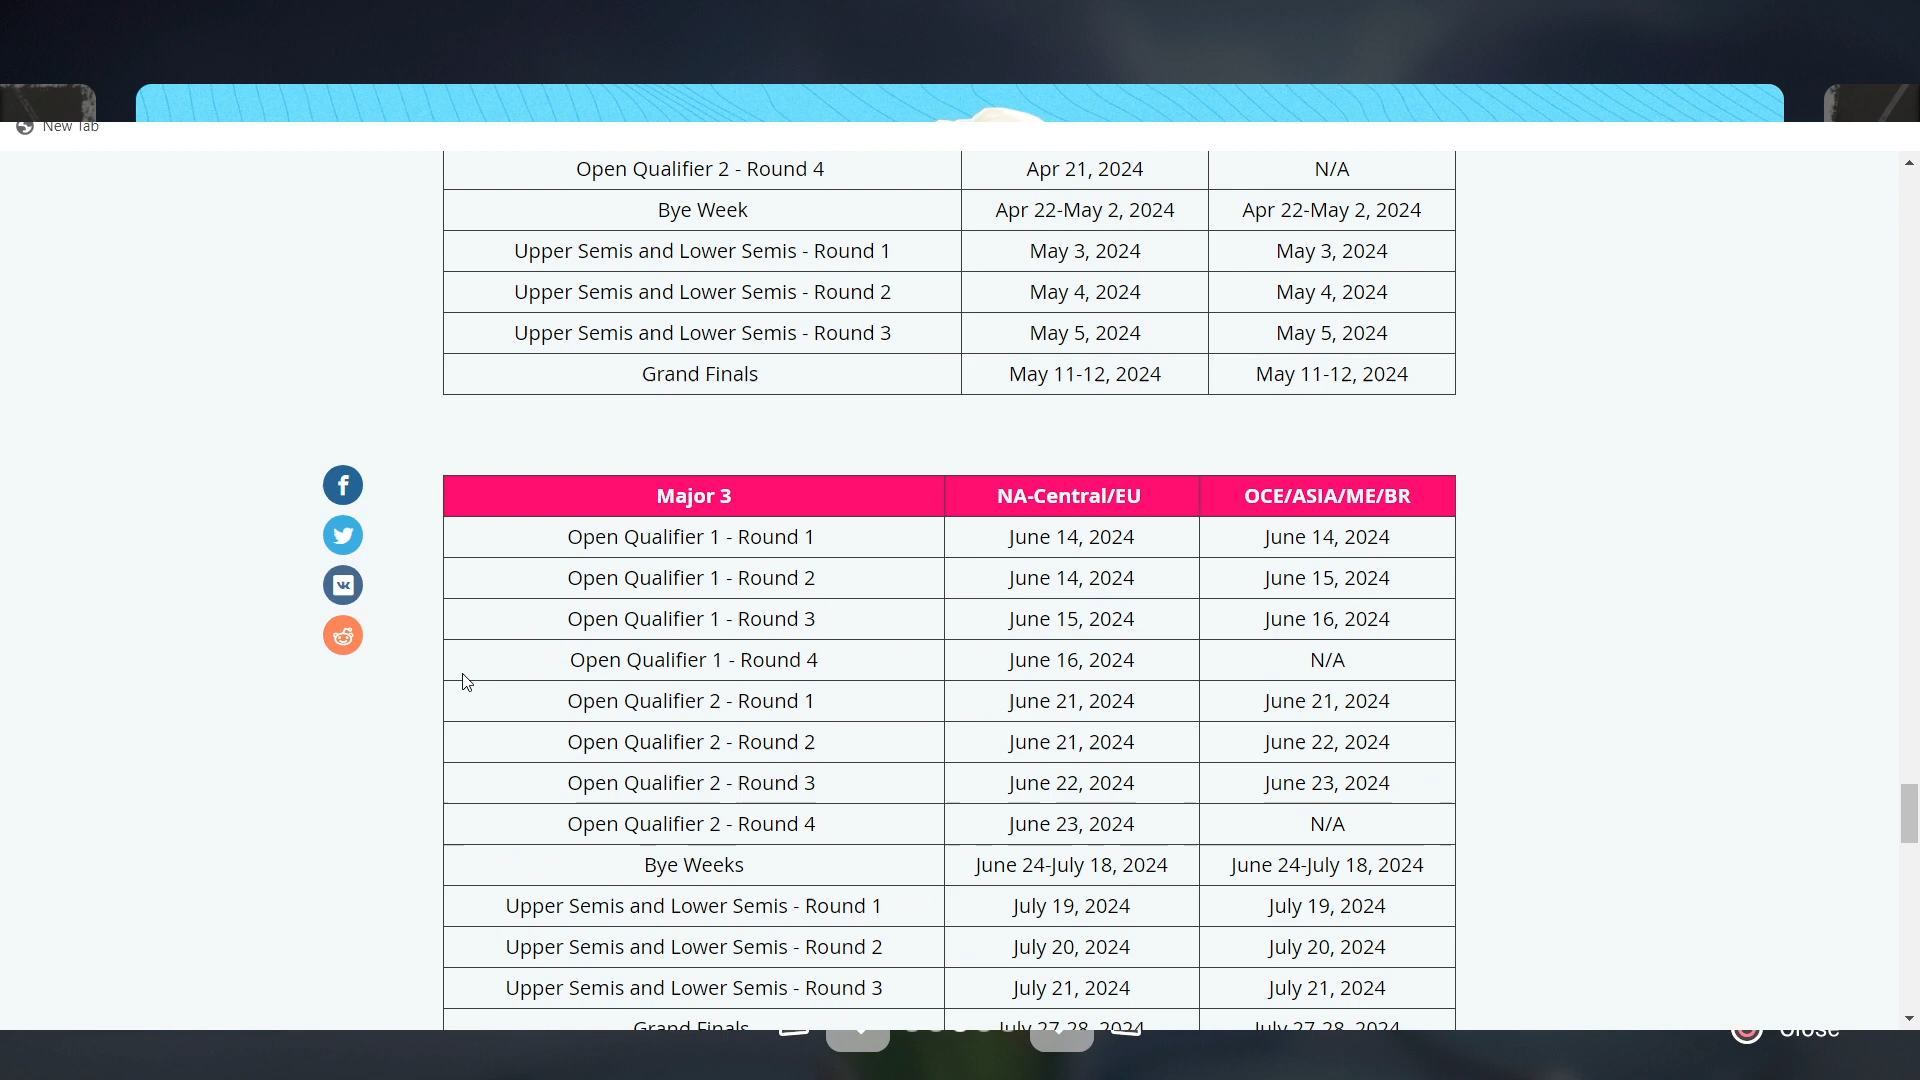 New Tab
Open Qualifier 2 - Round 4 Apr 21, 2024 N/A
Bye Week Apr 22-May 2, 2024 Apr 22-May 2, 2024
Upper Semis and Lower Semis - Round 1 May 3, 2024 May 3, 2024
Upper Semis and Lower Semis - Round 2 May 4, 2024 May 4, 2024
Upper Semis and Lower Semis - Round 3 May 5, 2024 May 5, 2024
Grand Finals May 11-12, 2024 May 11-12, 2024
Major 3 NA-Central/EU OCE/ASIA/ME/BR
Open Qualifier 1 - Round 1 June 14, 2024 June 14, 2024
Open Qualifier 1 - Round 2 June 14, 2024 June 15, 2024
Open Qualifier 1 - Round 3 June 15, 2024 June 16, 2024
Open Qualifier 1 - Round 4 June 16, 2024 N/A
Open Qualifier 2 - Round 1 June 21, 2024 June 21, 2024
Open Qualifier 2 - Round 2 June 21, 2024 June 22, 2024
Open Qualifier 2 - Round 3 June 22, 2024 June 23, 2024
Open Qualifier 2 - Round 4 June 23, 2024 N/A
Bye Weeks June 24-July 18, 2024 June 24-July 18, 2024
Upper Semis and Lower Semis - Round 1 July 19, 2024 July 19, 2024
Upper Semis and Lower Semis - Round 2 July 20, 2024 July 20, 2024
Upper Semis and Lower Semis - Round 3 July 21, 2024 July 21, 2024
Grand Finals July 27-28, 2024 July 27-28, 2024
Close